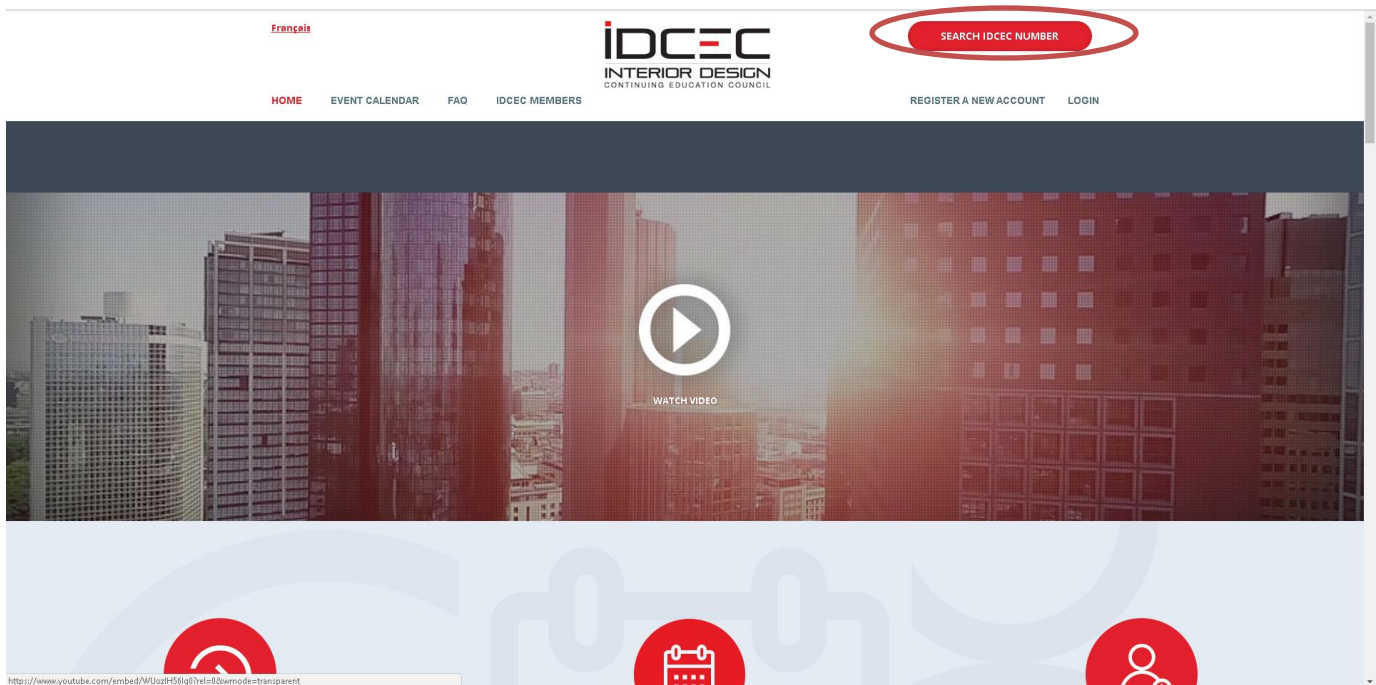 Français
iDCEC
INTERIOR DESIGN
CONTINUING EDUCATION COUNCIL
SEARCH IDCEC NUMBER
HOME EVENT CALENDAR FAQ IDCEC MEMBERS REGISTER A NEW ACCOUNT LOGIN
WATCH VIDEO